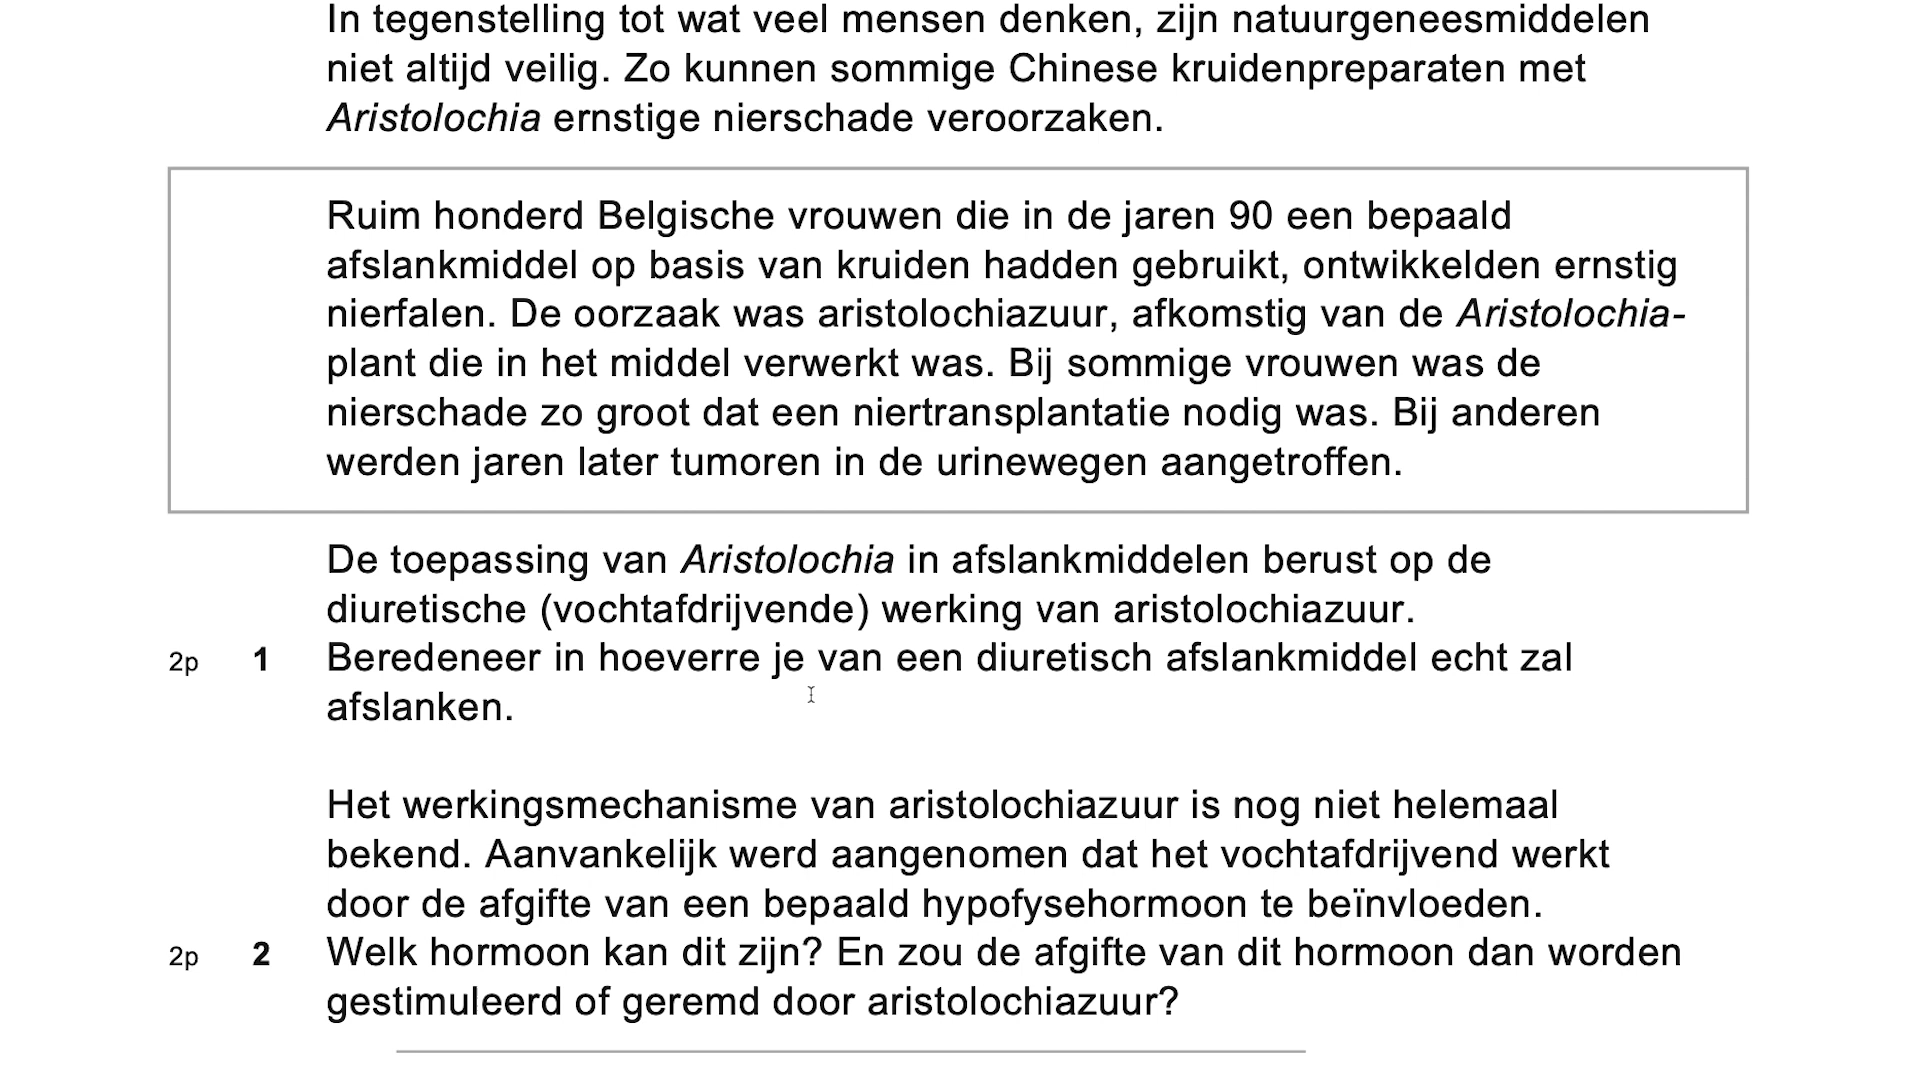 In tegenstelling tot wat veel mensen denken, zijn natuurgeneesmiddelen
niet altijd veilig. Zo kunnen sommige Chinese kruidenpreparaten met
Aristolochia ernstige nierschade veroorzaken.
Ruim honderd Belgische vrouwen die in de jaren 90 een bepaald
afslankmiddel op basis van kruiden hadden gebruikt, ontwikkelden ernstig
nierfalen. De oorzaak was aristolochiazuur, afkomstig van de Aristolochia-
plant die in het middel verwerkt was. Bij sommige vrouwen was de
nierschade zo groot dat een niertransplantatie nodig was. Bij anderen
werden jaren later tumoren in de urinewegen aangetroffen.
De toepassing van Aristolochia in afslankmiddelen berust op de
diuretische (vochtafdrijvende) werking van aristolochiazuur.
2p 1 Beredeneer in hoeverre je van een diuretisch afslankmiddel echt zal
afslanken.
Het werkingsmechanisme van aristolochiazuur is nog niet helemaal
bekend. Aanvankelijk werd aangenomen dat het vochtafdrijvend werkt
door de afgifte van een bepaald hypofysehormoon te beïnvloeden.
2p 2 Welk hormoon kan dit zijn? En zou de afgifte van dit hormoon dan worden
gestimuleerd of geremd door aristolochiazuur?